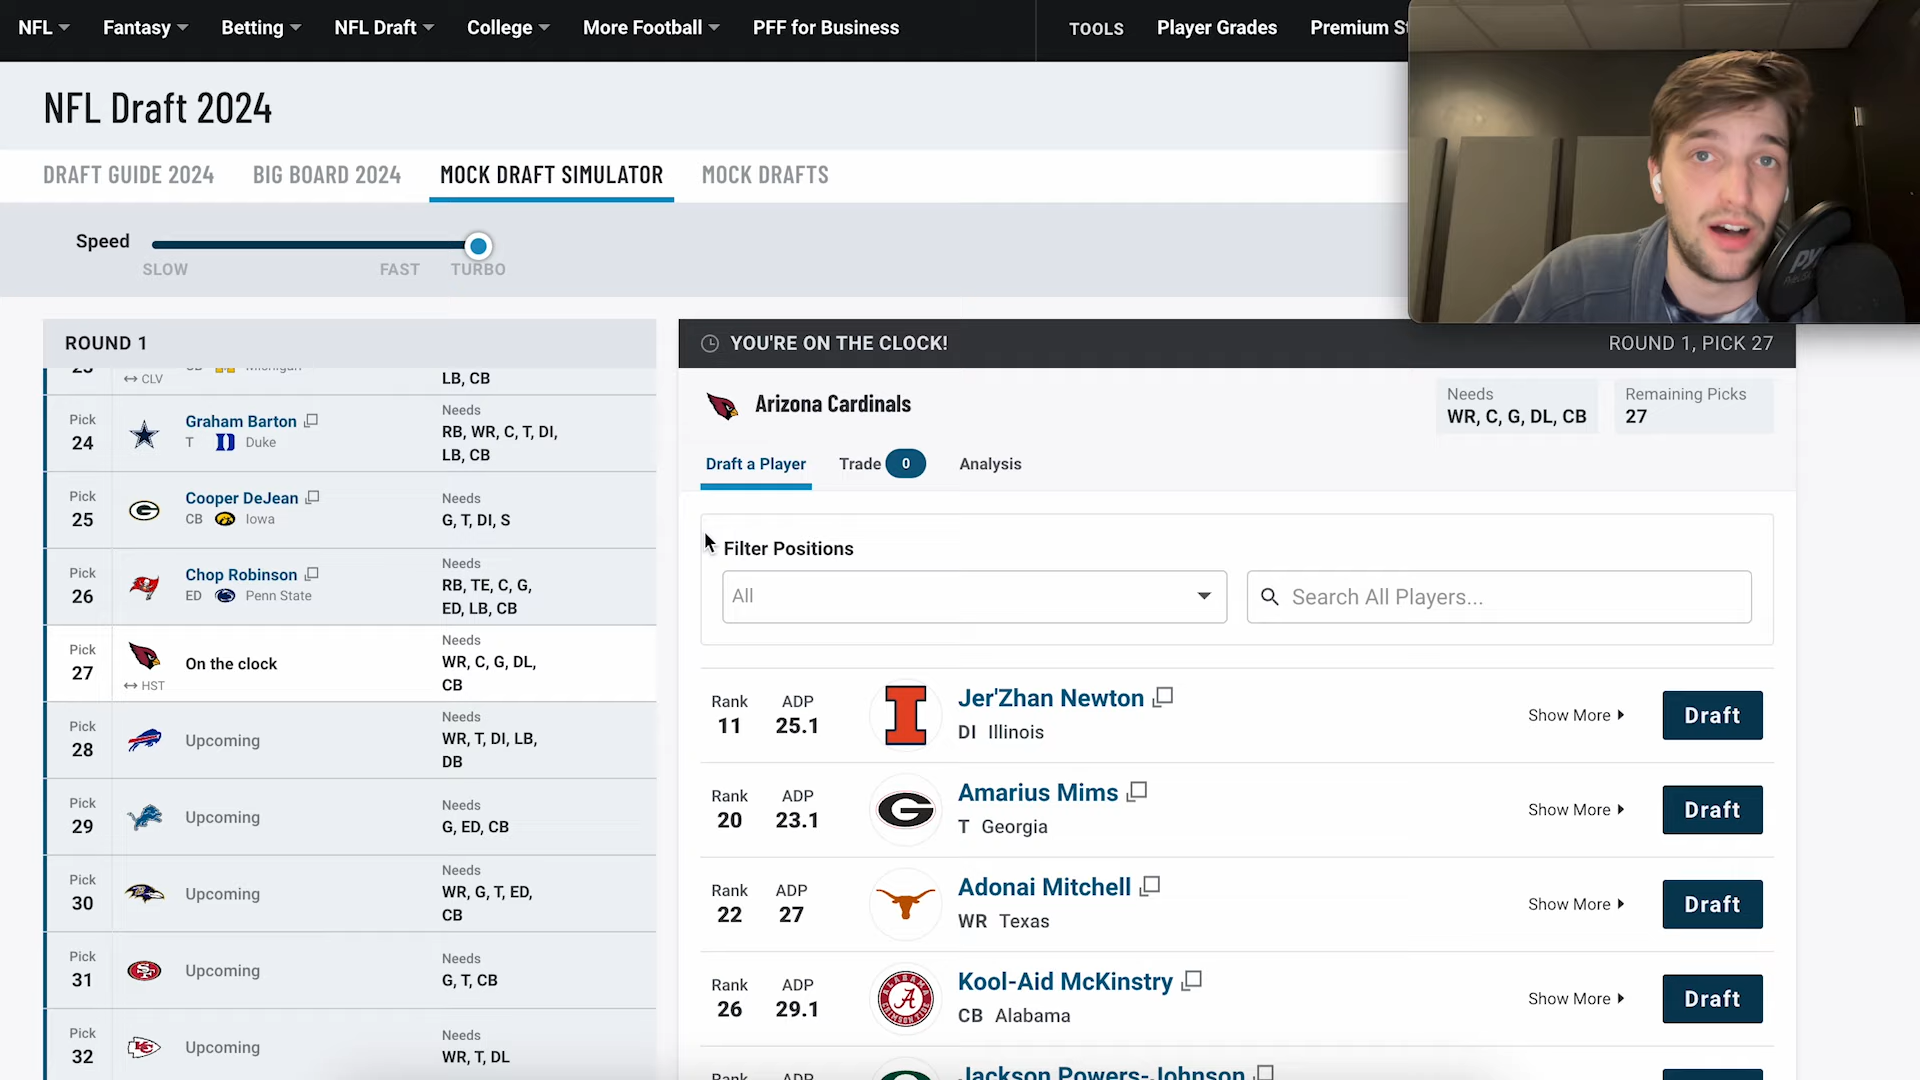 NFL Fantasy Betting NFL Draft College More Football PFF for Business TOOLS Player Grades
NFL Draft 2024
DRAFT GUIDE 2024 BIG BOARD 2024 MOCK DRAFT SIMULATOR MOCK DRAFTS
Speed
SLOW FAST TURBO
ROUND 1
CLV
LB, CB
Pick 24
Graham Barton
T Duke
Needs
RB, WR, C, T, DI,
LB, CB
Pick 25
Cooper DeJean
CB Iowa
Needs
G, T, DI, S
Pick 26
Chop Robinson
ED Penn State
Needs
RB, TE, C, G,
ED, LB, CB
Pick 27
HST
On the clock
Needs
WR, C, G, DL,
CB
Pick 28
Upcoming
Needs
WR, T, DI, LB,
DB
Pick 29
Upcoming
Needs
G, ED, CB
Pick 30
Upcoming
Needs
WR, G, T, ED,
CB
Pick 31
Upcoming
Needs
G, T, CB
Pick 32
Upcoming
Needs
WR, T, DL
YOU'RE ON THE CLOCK! ROUND 1, PICK 27
Arizona Cardinals
Needs
WR, C, G, DL, CB
Remaining Picks
27
Draft a Player Trade 0 Analysis
Filter Positions
All
Search All Players...
Rank 11
ADP 25.1
Jer'Zhan Newton
DI Illinois
Show More
Draft
Rank 20
ADP 23.1
Amarius Mims
T Georgia
Show More
Draft
Rank 22
ADP 27
Adonai Mitchell
WR Texas
Show More
Draft
Rank 26
ADP 29.1
Kool-Aid McKinstry
CB Alabama
Show More
Draft
Rank ADP
Jackson Powers-Johnson